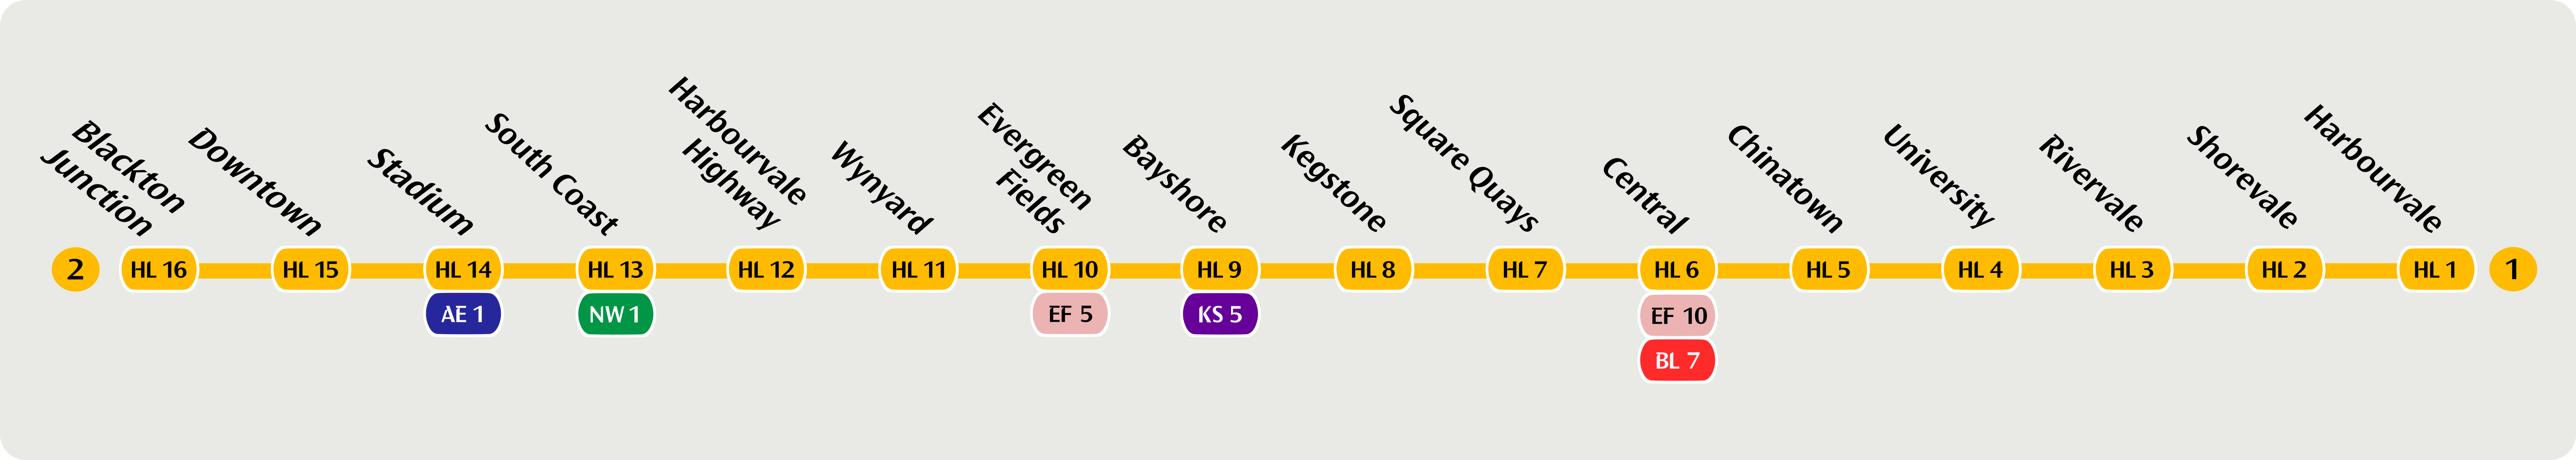 Blackton
Junction
Downtown
Stadium
South Coast
Harbourvale
Highway
Wynyard
Evergreen
Fields
Bayshore
Kegstone
Square Quays
Central
Chinatown
University
Rivervale
Shorevale
Harbourvale
2 HL 16 HL 15 HL 14 HL 13 HL 12 HL 11 HL 10 HL 9 HL 8 HL 7 HL 6 HL 5 HL 4 HL 3 HL 2 HL 1 1
AE 1 NW 1 EF 5 KS 5 EF 10
BL 7